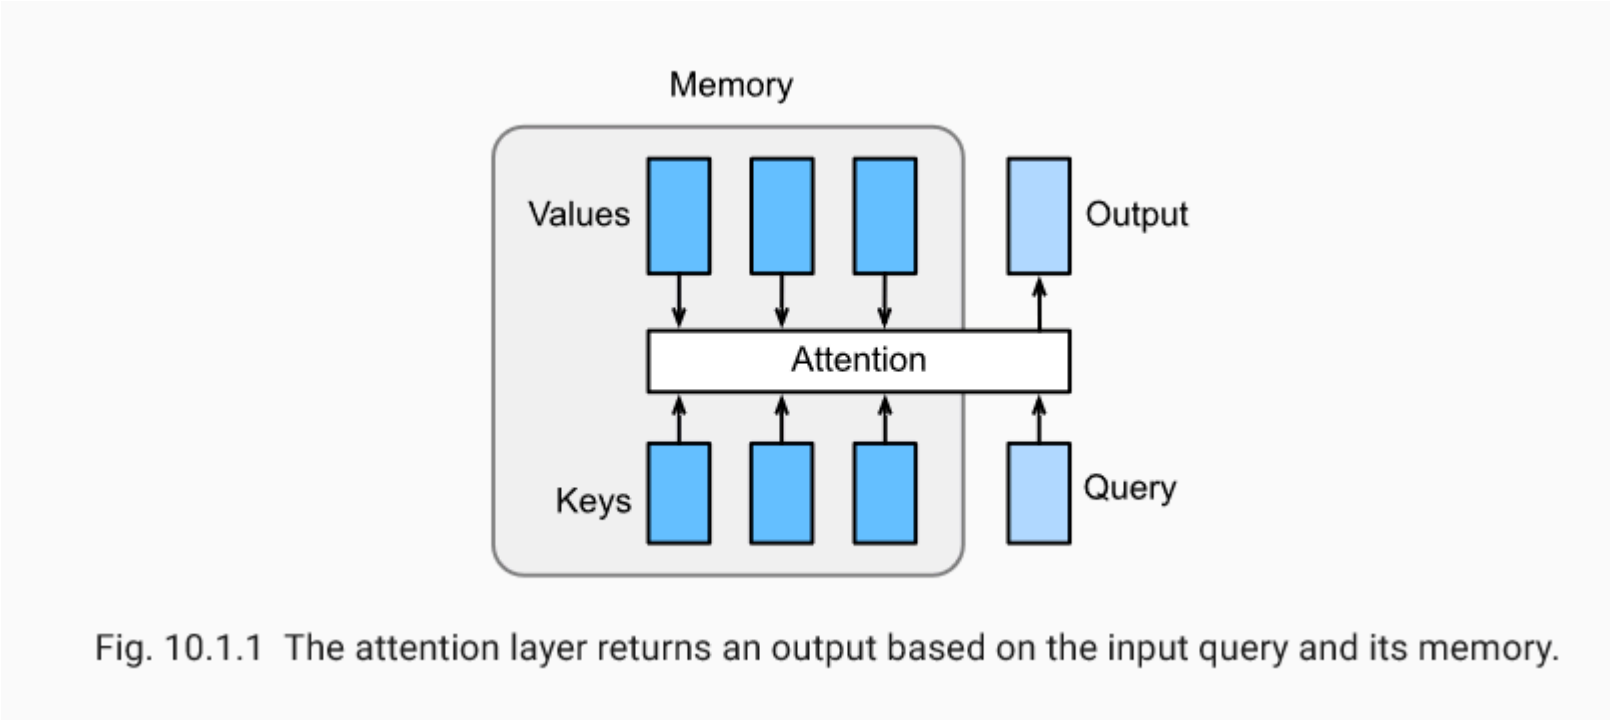 Memory
Values
Output
Attention
Keys
Query
Fig. 10.1.1 The attention layer returns an output based on the input query and its memory.